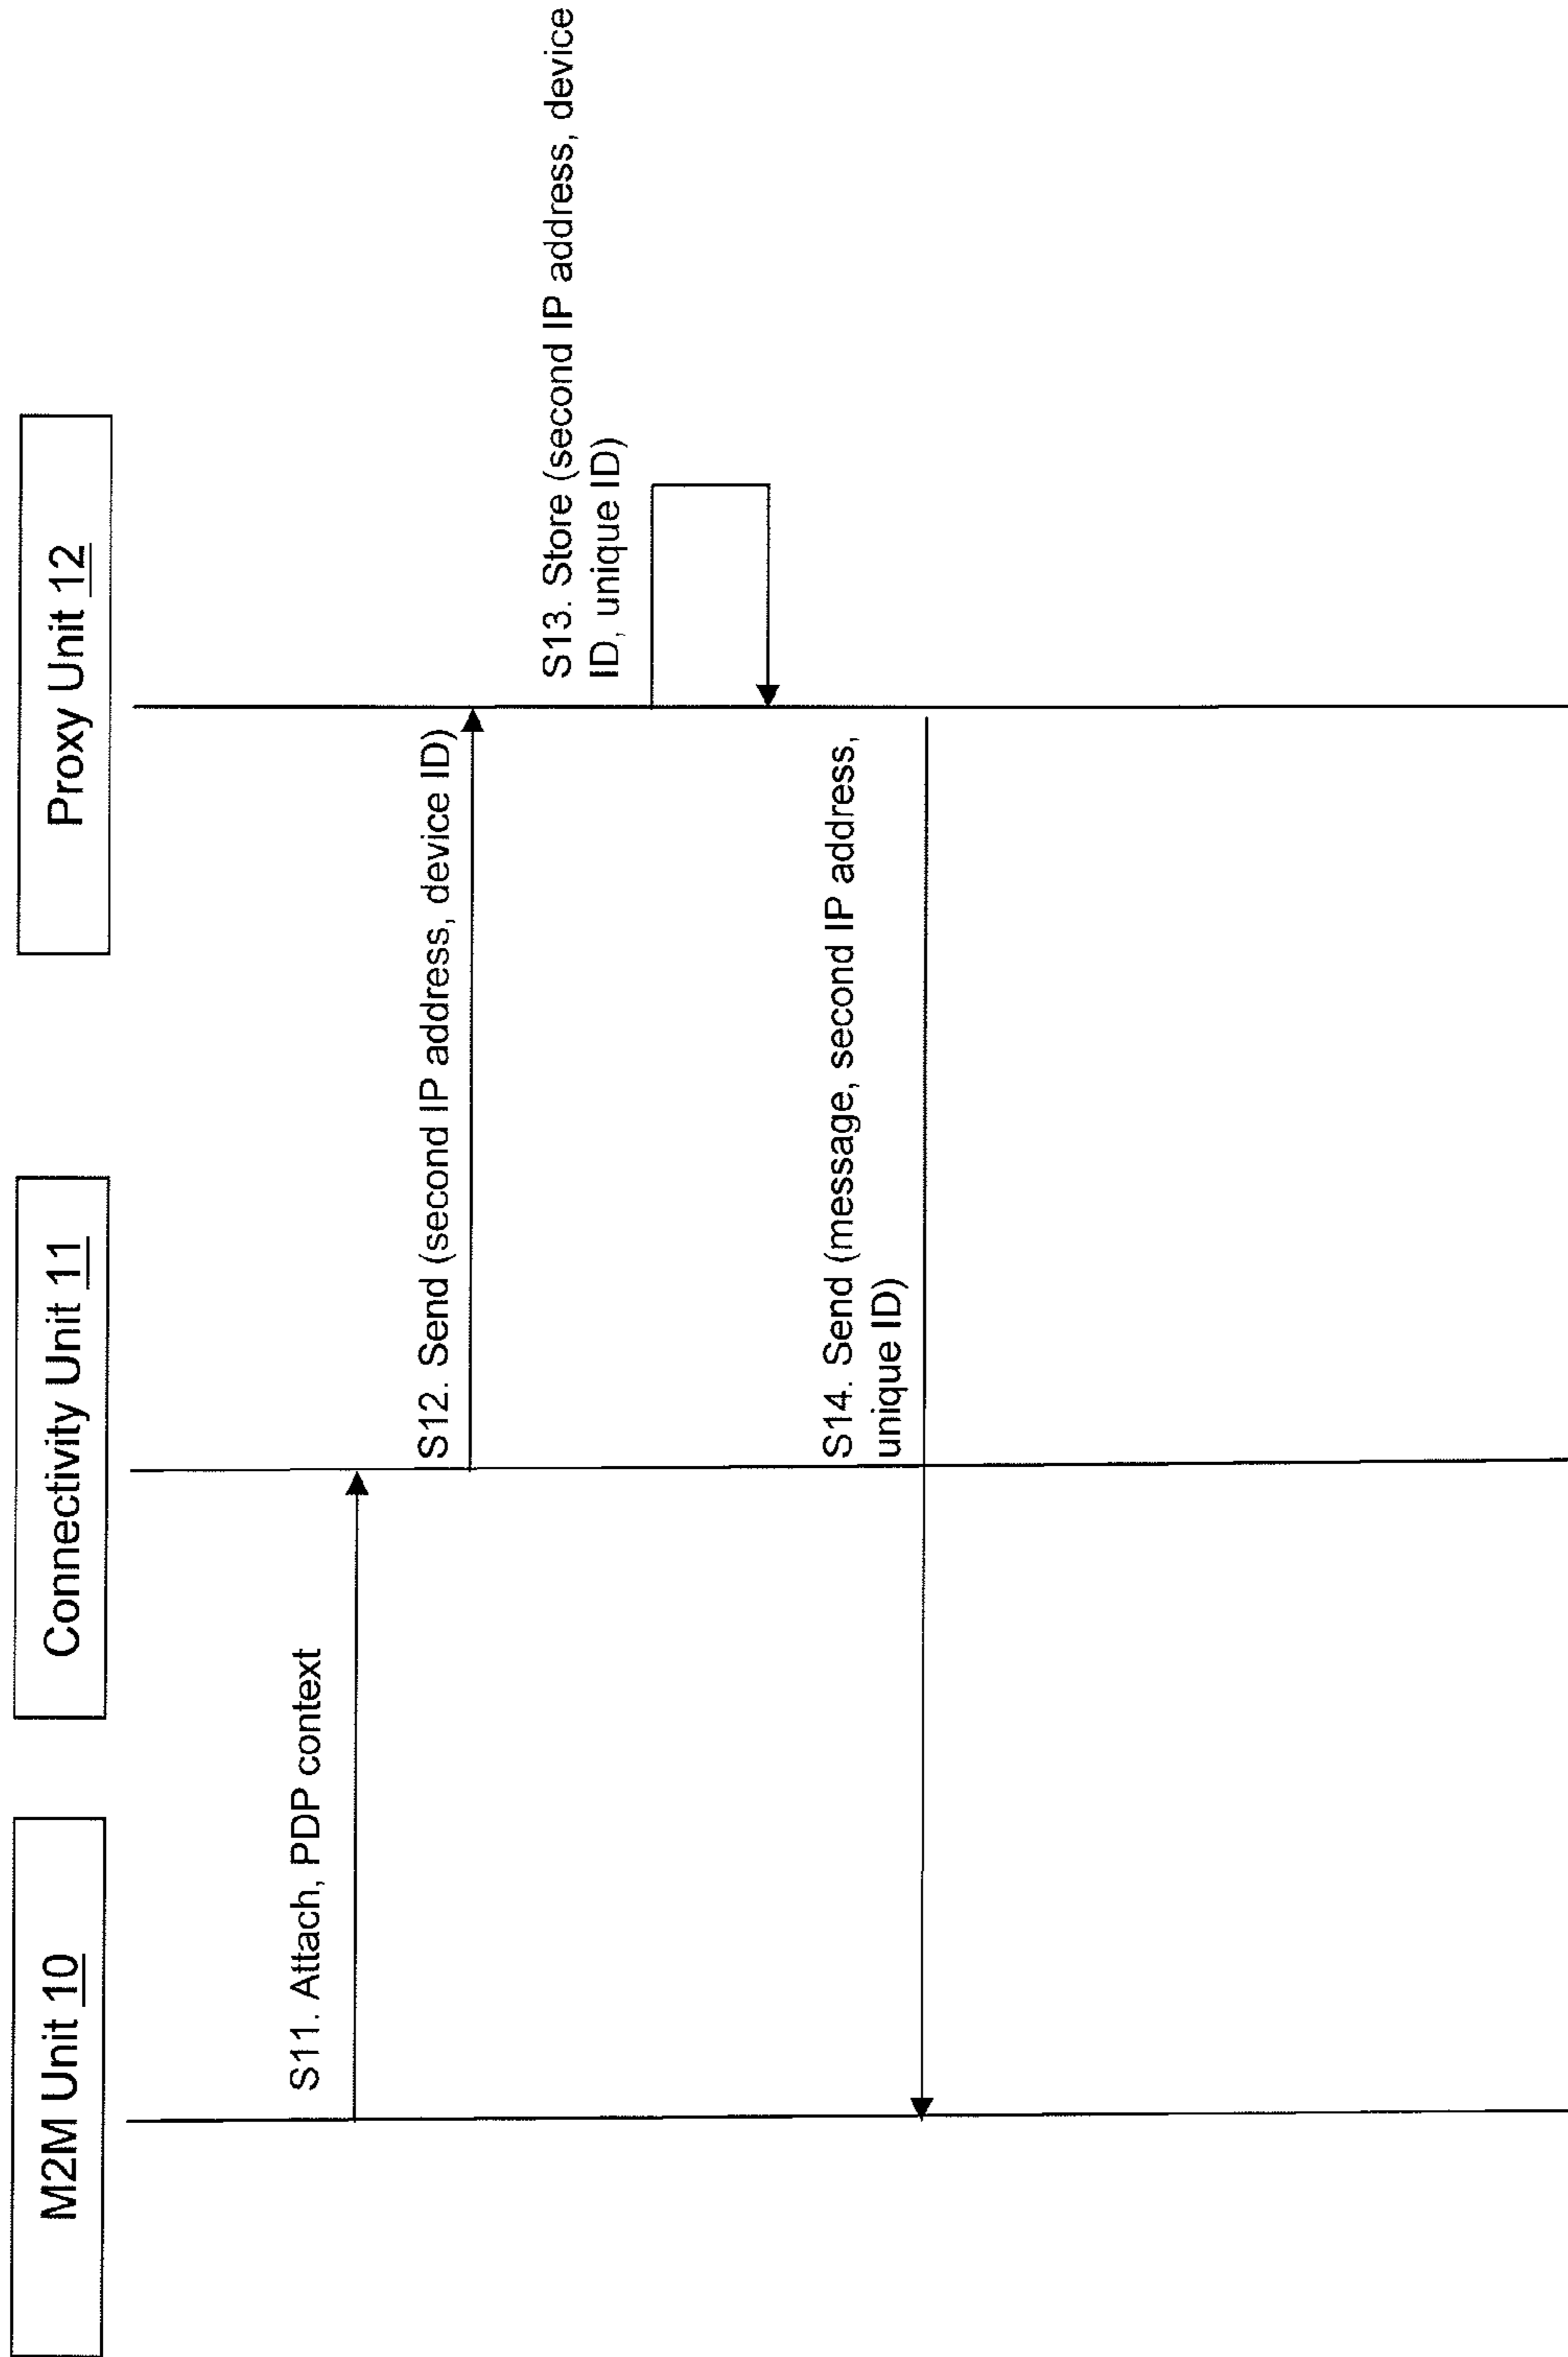 M2M Unit 10
Connectivity Unit 11
Proxy Unit 12
S11. Attach, PDP context
S12. Send (second IP address, device ID)
S13. Store (second IP address, device
ID, unique ID)
S14. Send (message, second IP address,
unique ID)